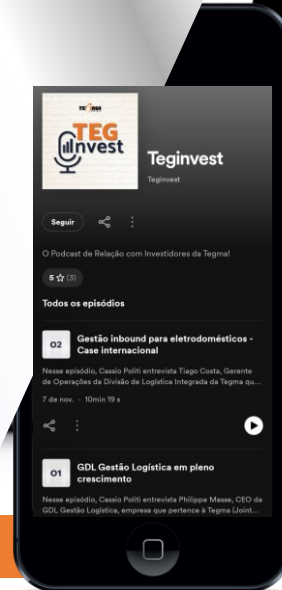 TEGMA
TEG
Invest
Teginvest
Teginvest
Seguir
O Podcast de Relação com Investidores da Tegma!
5 ☆ (3)
Todos os episódios
02
Gestão inbound para eletrodomésticos -
Case internacional
Nesse episódio, Cassio Politi entrevista Tiago Costa, Gerente
de Operações da Divisão de Logística Integrada da Tegma qu...
7 de nov. · 10min 19 s
01
GDL Gestão Logística em pleno
crescimento
Nesse episódio, Cassio Politi entrevista Philippe Masse, CEO da
GDL Gestão Logística, empresa que pertence à Tegma (Joint...